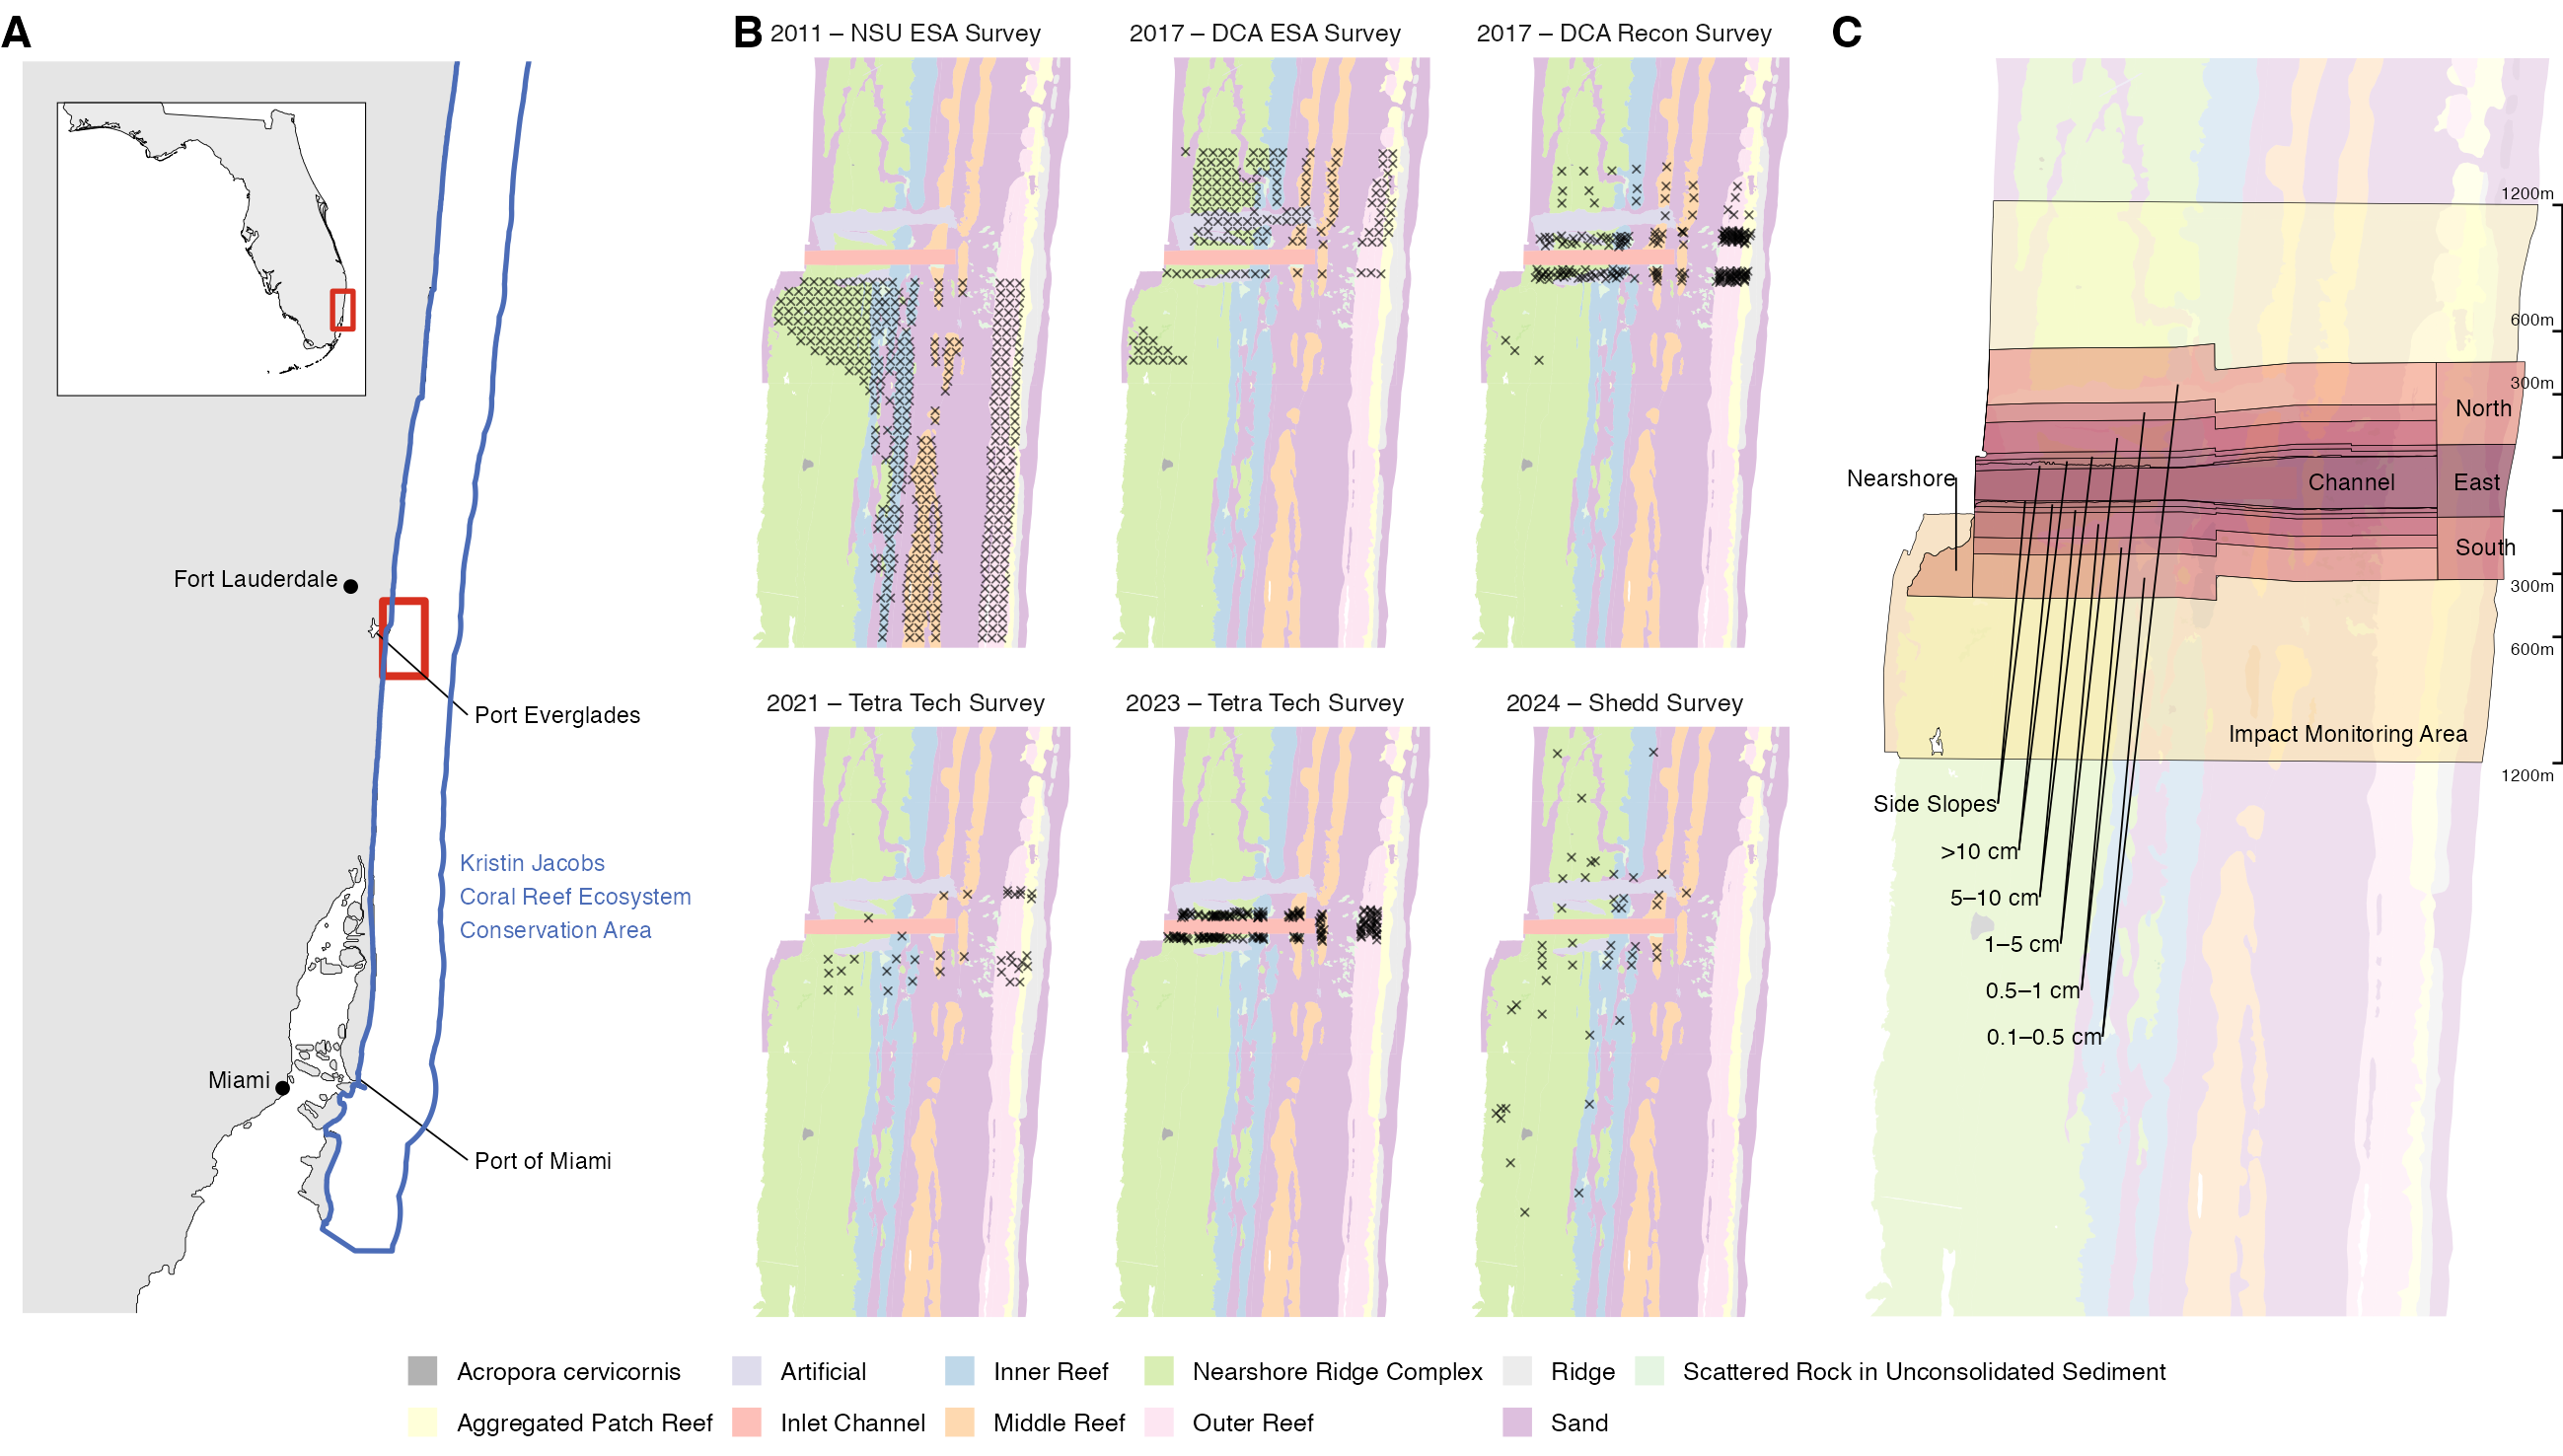 A
Fort Lauderdale
Port Everglades
Kristin Jacobs
Coral Reef Ecosystem
Conservation Area
Miami
Port of Miami
B
2011 – NSU ESA Survey
2017 – DCA ESA Survey
2017 – DCA Recon Survey
2021 – Tetra Tech Survey
2023 – Tetra Tech Survey
2024 – Shedd Survey
C
1200m
600m
300m
North
Nearshore
Channel
East
South
300m
600m
Impact Monitoring Area
1200m
Side Slopes
>10 cm
5–10 cm
1–5 cm
0.5–1 cm
0.1–0.5 cm
Acropora cervicornis
Artificial
Inner Reef
Nearshore Ridge Complex
Ridge
Scattered Rock in Unconsolidated Sediment
Aggregated Patch Reef
Inlet Channel
Middle Reef
Outer Reef
Sand